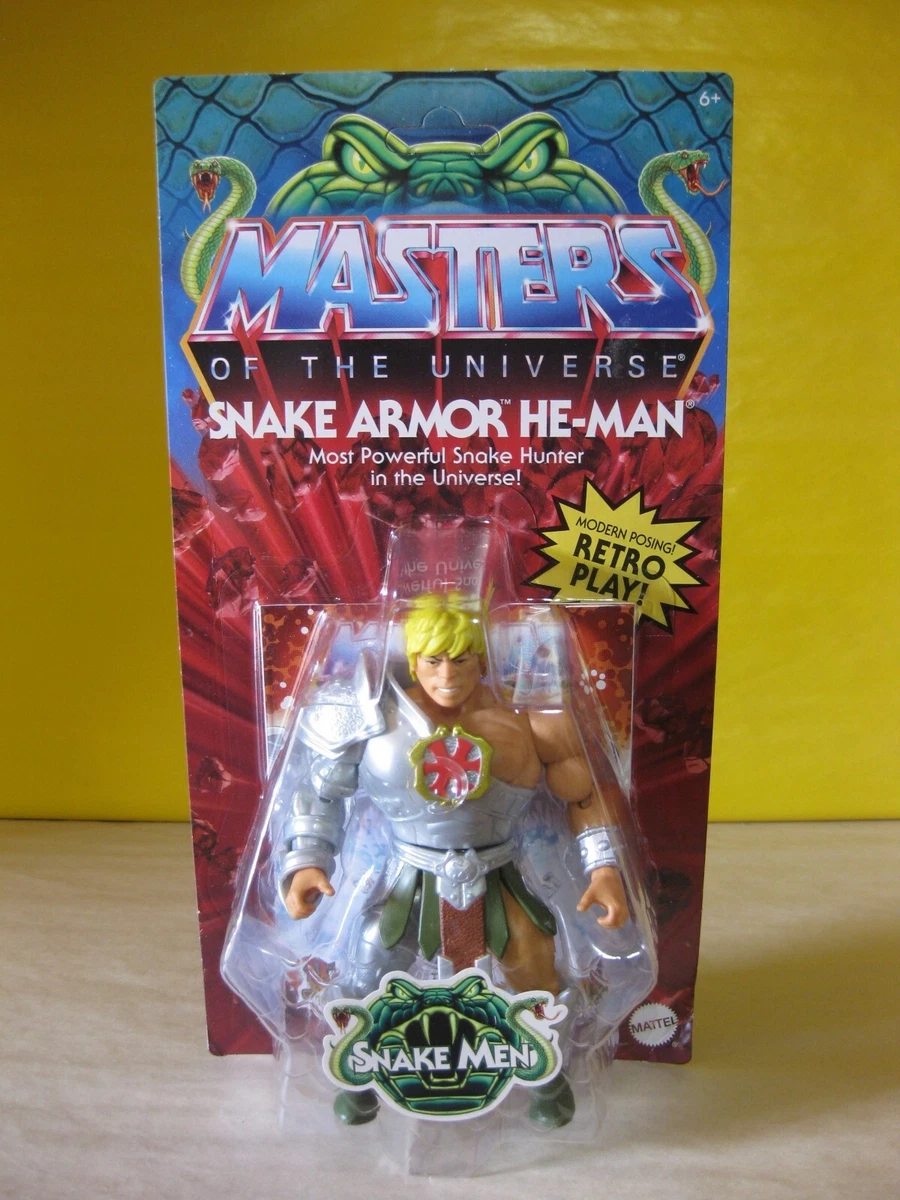 6+
MASTERS
OF THE UNIVERSE®
SNAKE ARMOR™ HE-MAN®
Most Powerful Snake Hunter
in the Universe!
MODERN POSING!
RETRO
PLAY!
SNAKE MEN
MATTEL